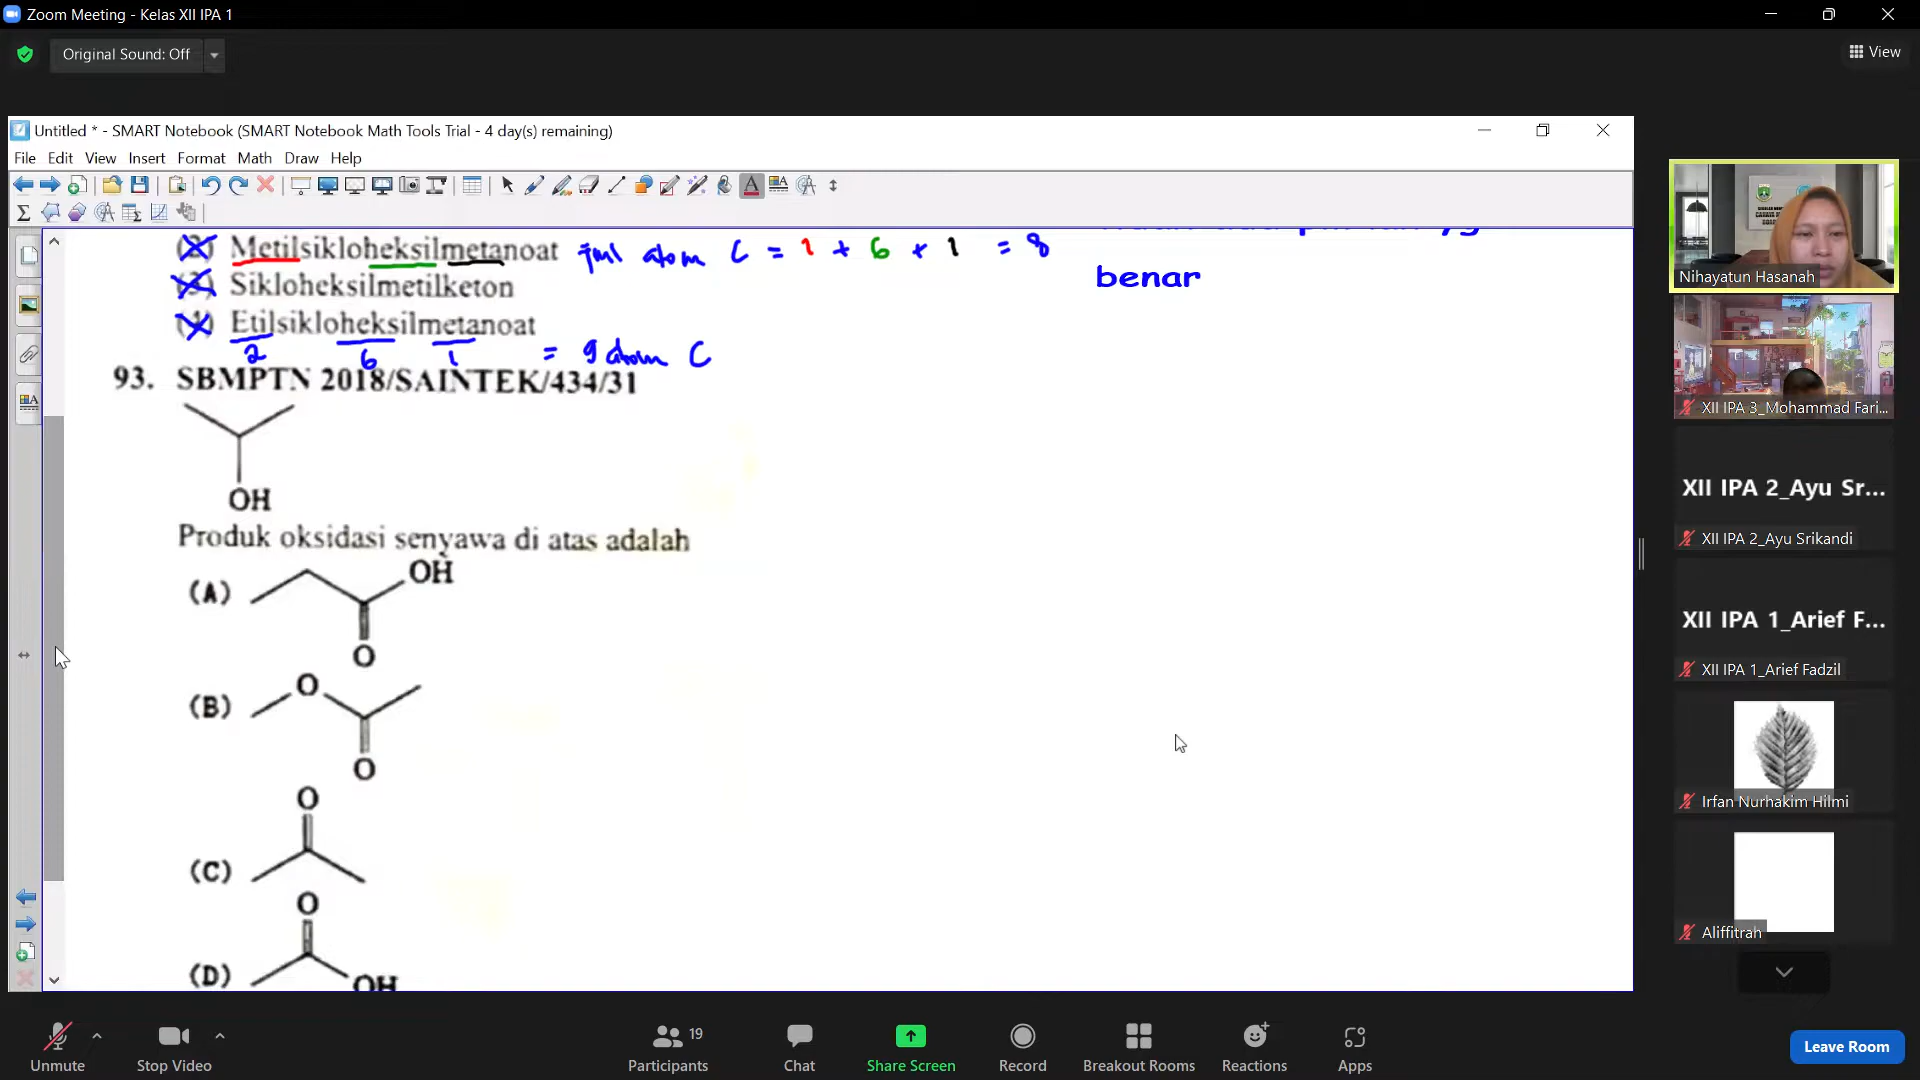 Zoom Meeting - Kelas XII IPA 1
Original Sound: Off
View
Untitled * - SMART Notebook (SMART Notebook Math Tools Trial - 4 day(s) remaining)
File Edit View Insert Format Math Draw Help
(2) Metilsikloheksilmetanoat jml atom C = 1 + 6 + 1 = 8
benar
(3) Sikloheksilmetilketon
(4) Etilsikloheksilmetanoat
2 6 1 = 9 atom C
93. SBMPTN 2018/SAINTEK/434/31
OH
Produk oksidasi senyawa di atas adalah
(A) OH
O
(B) O
O
O
(C)
O
(D) OH
Nihayatun Hasanah
XII IPA 3_Mohammad Fari...
XII IPA 2_Ayu Sr...
XII IPA 2_Ayu Srikandi
XII IPA 1_Arief F...
XII IPA 1_Arief Fadzil
Irfan Nurhakim Hilmi
Aliffitrah
Unmute
Stop Video
Participants 19
Chat
Share Screen
Record
Breakout Rooms
Reactions
Apps
Leave Room